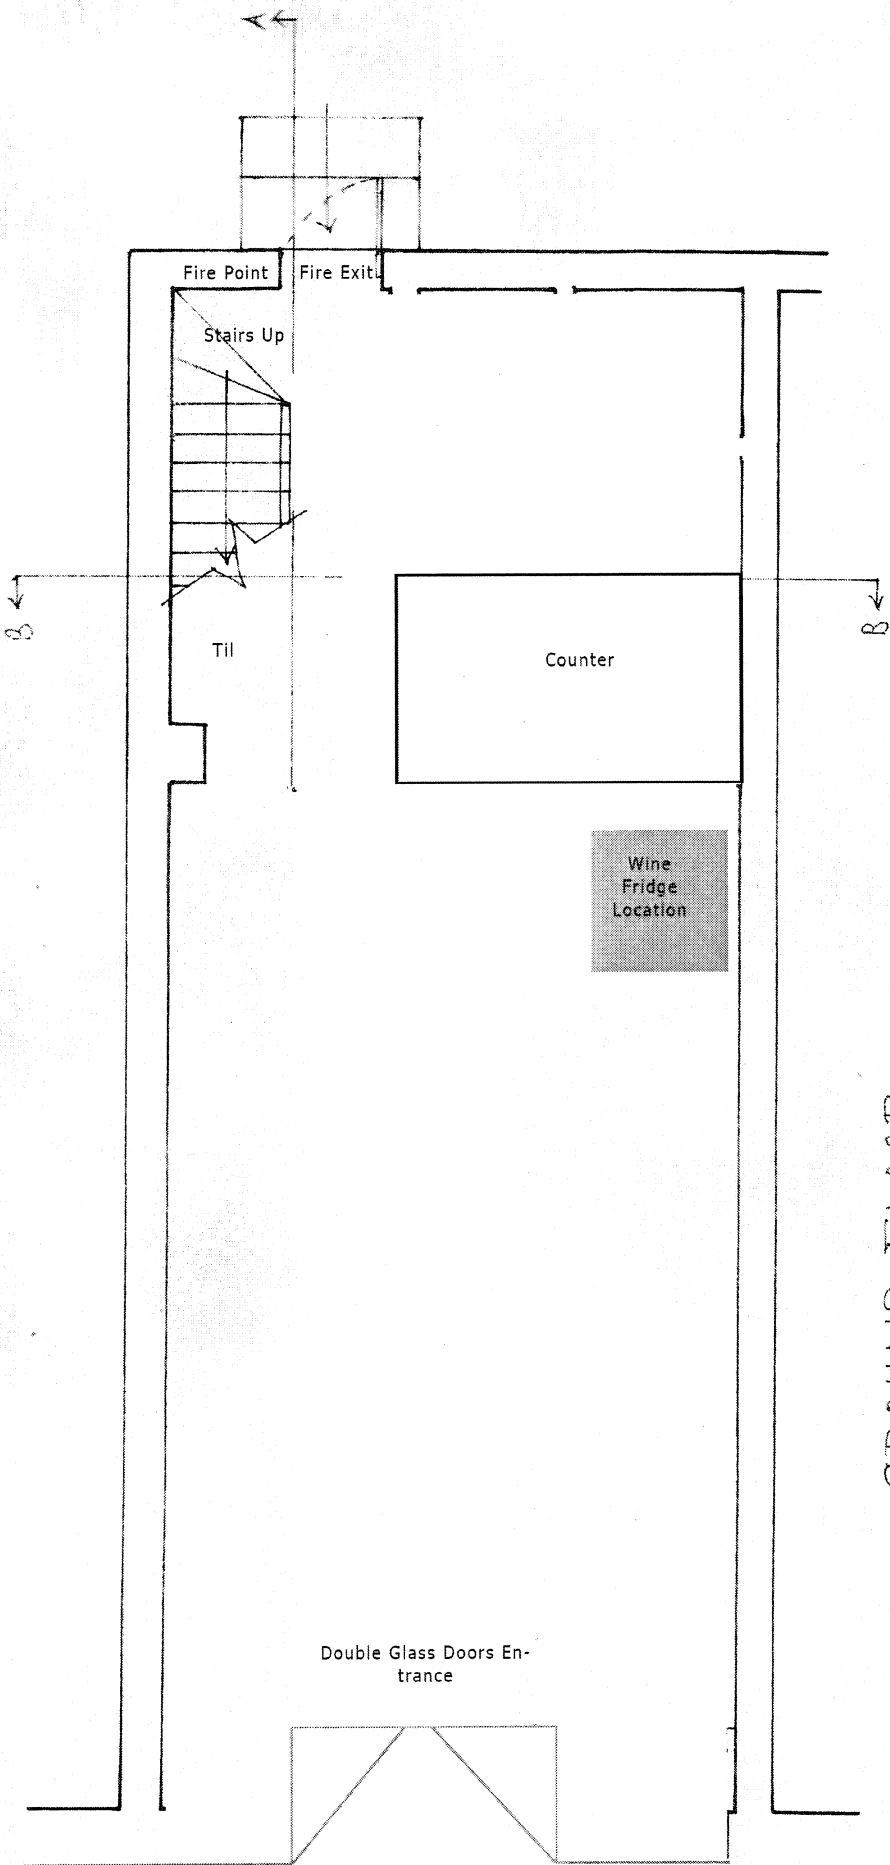 A
Fire Point
Fire Exit
Stairs Up
B
B
Til
Counter
Wine
Fridge
Location
Double Glass Doors En-
trance